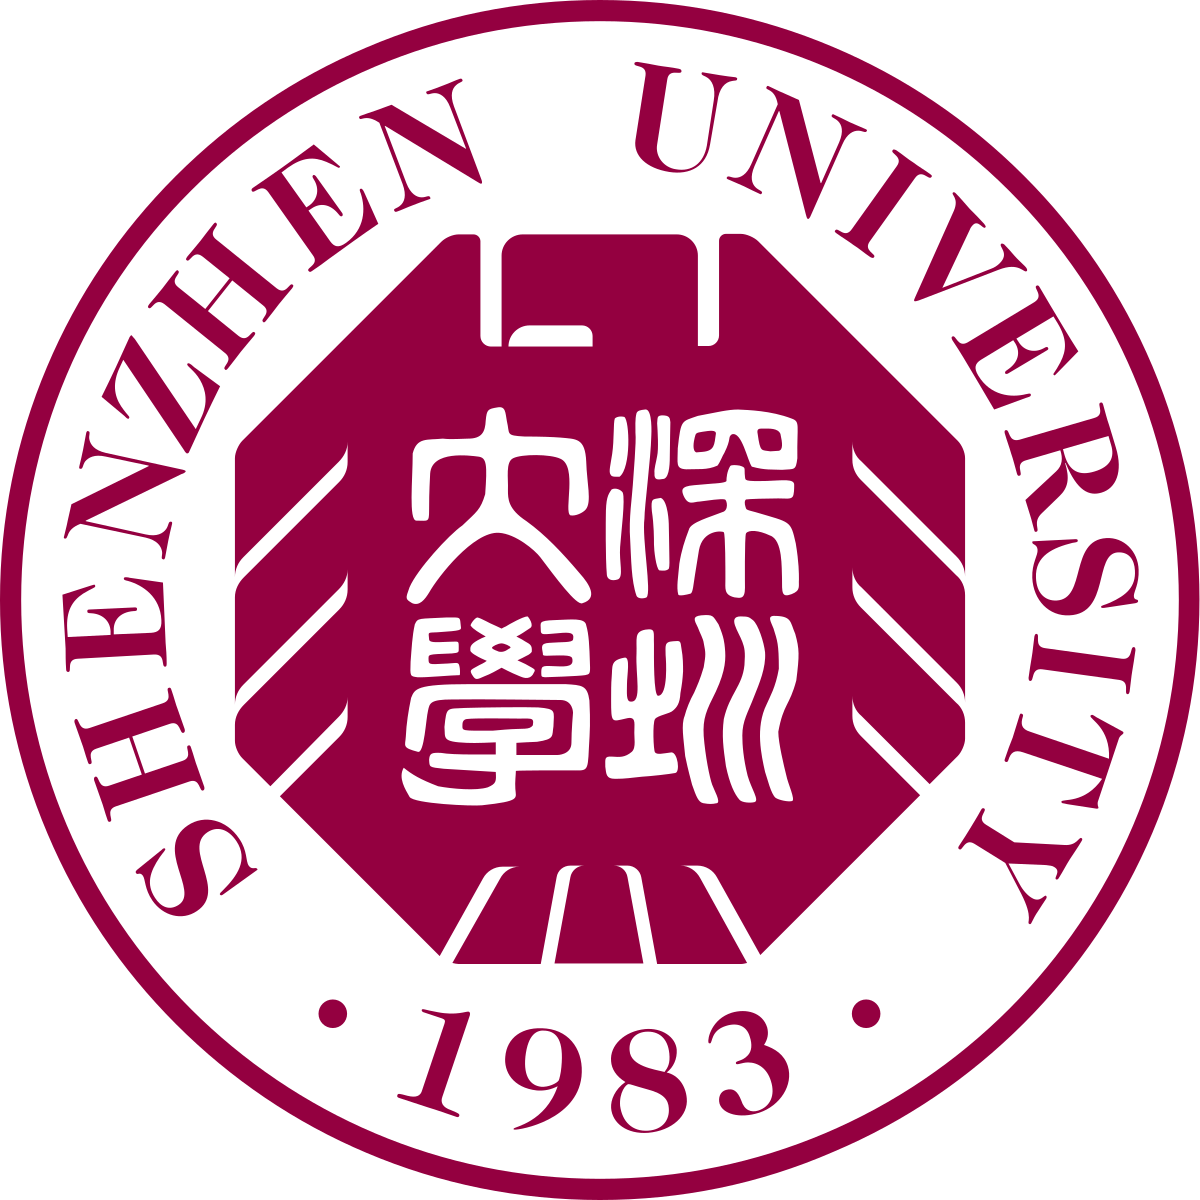 SHENZHEN UNIVERSITY
深圳
大學
· 1983 ·